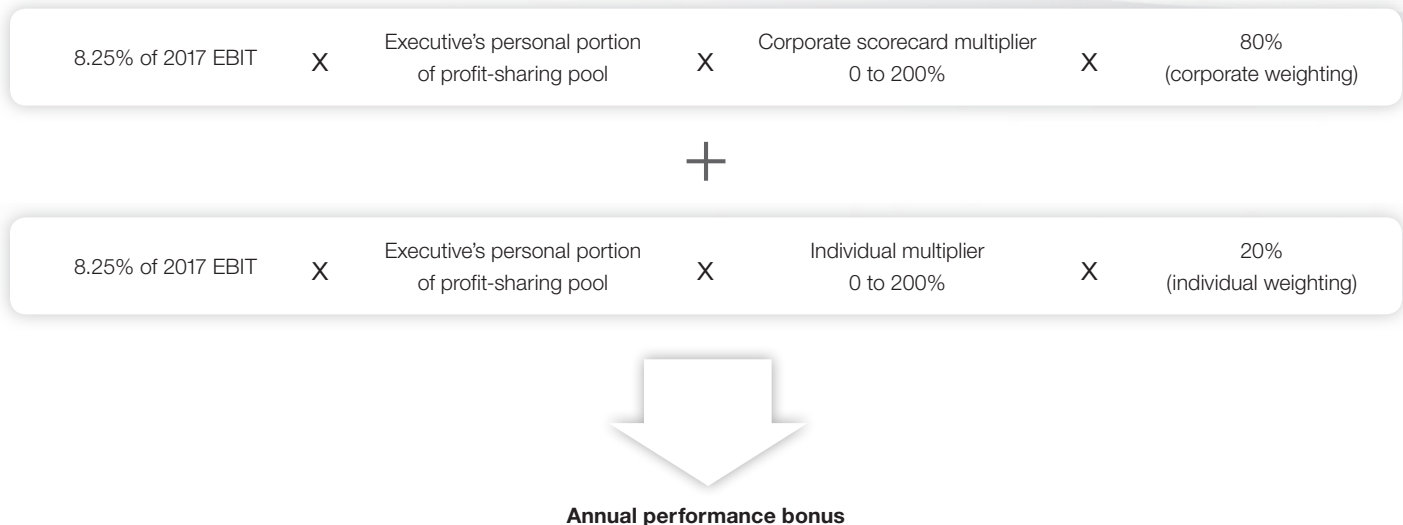 8.25% of 2017 EBIT X Executive’s personal portion of profit-sharing pool X Corporate scorecard multiplier 0 to 200% X 80% (corporate weighting)
+
8.25% of 2017 EBIT X Executive’s personal portion of profit-sharing pool X Individual multiplier 0 to 200% X 20% (individual weighting)
Annual performance bonus